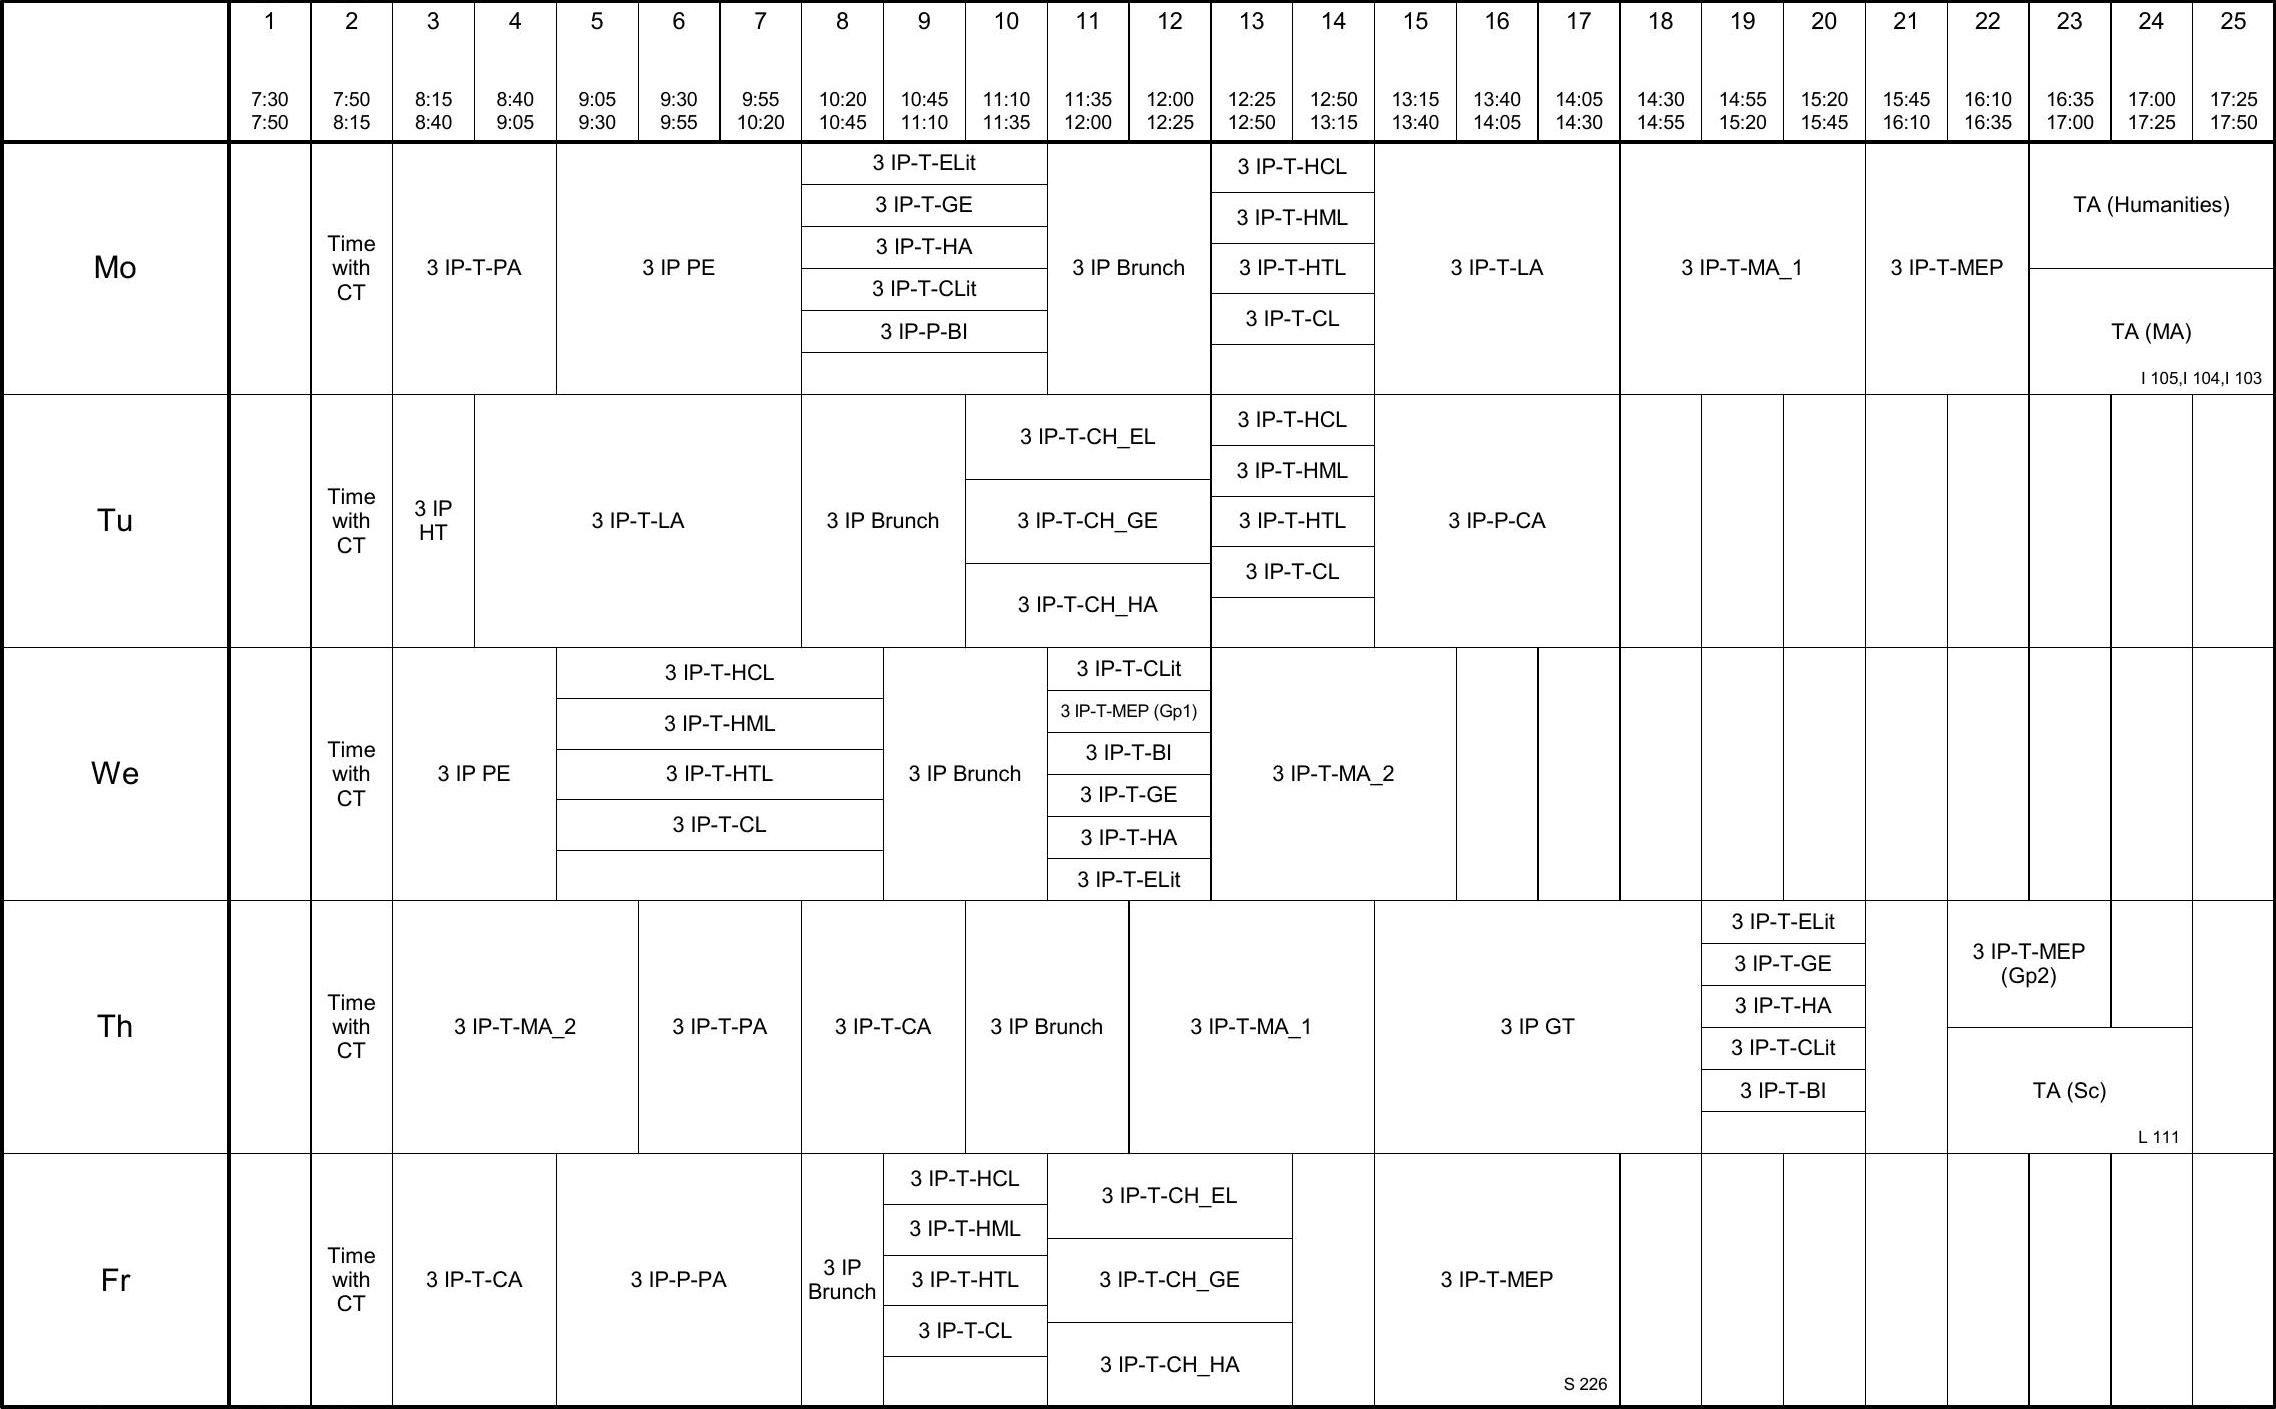 1 2 3 4 5 6 7 8 9 10 11 12 13 14 15 16 17 18 19 20 21 22 23 24 25
7:30 7:50 8:15 8:40 9:05 9:30 9:55 10:20 10:45 11:10 11:35 12:00 12:25 12:50 13:15 13:40 14:05 14:30 14:55 15:20 15:45 16:10 16:35 17:00 17:25
7:50 8:15 8:40 9:05 9:30 9:55 10:20 10:45 11:10 11:35 12:00 12:25 12:50 13:15 13:40 14:05 14:30 14:55 15:20 15:45 16:10 16:35 17:00 17:25 17:50
Mo
Time
with
CT
3 IP-T-PA
3 IP PE
3 IP-T-ELit
3 IP-T-GE
3 IP-T-HA
3 IP-T-CLit
3 IP-P-BI
3 IP Brunch
3 IP-T-HCL
3 IP-T-HML
3 IP-T-HTL
3 IP-T-CL
3 IP-T-LA
3 IP-T-MA_1
3 IP-T-MEP
TA (Humanities)
TA (MA)
I 105,I 104,I 103
Tu
Time
with
CT
3 IP
HT
3 IP-T-LA
3 IP Brunch
3 IP-T-CH_EL
3 IP-T-CH_GE
3 IP-T-CH_HA
3 IP-T-HCL
3 IP-T-HML
3 IP-T-HTL
3 IP-T-CL
3 IP-P-CA
We
Time
with
CT
3 IP PE
3 IP-T-HCL
3 IP-T-HML
3 IP-T-HTL
3 IP-T-CL
3 IP Brunch
3 IP-T-CLit
3 IP-T-MEP (Gp1)
3 IP-T-BI
3 IP-T-GE
3 IP-T-HA
3 IP-T-ELit
3 IP-T-MA_2
Th
Time
with
CT
3 IP-T-MA_2
3 IP-T-PA
3 IP-T-CA
3 IP Brunch
3 IP-T-MA_1
3 IP GT
3 IP-T-ELit
3 IP-T-GE
3 IP-T-HA
3 IP-T-CLit
3 IP-T-BI
3 IP-T-MEP
(Gp2)
TA (Sc)
L 111
Fr
Time
with
CT
3 IP-T-CA
3 IP-P-PA
3 IP
Brunch
3 IP-T-HCL
3 IP-T-HML
3 IP-T-HTL
3 IP-T-CL
3 IP-T-CH_EL
3 IP-T-CH_GE
3 IP-T-CH_HA
3 IP-T-MEP
S 226